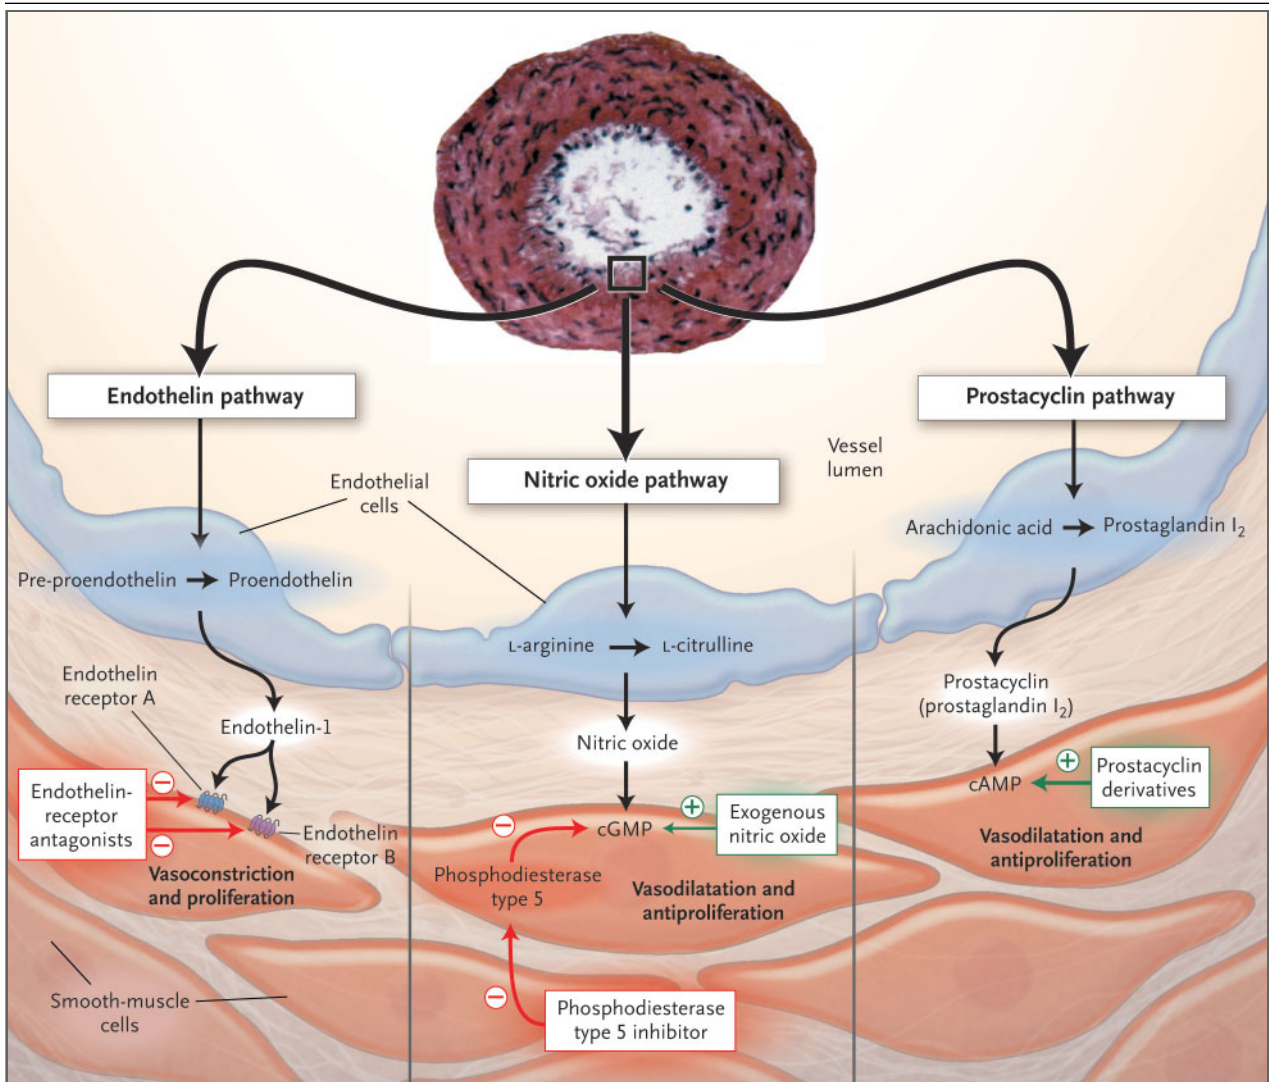 Endothelin pathway
Nitric oxide pathway
Prostacyclin pathway
Vessel
lumen
Endothelial
cells
Pre-proendothelin
Proendothelin
Endothelin
receptor A
Endothelin-1
Endothelin-
receptor
antagonists
−
−
Endothelin
receptor B
Vasoconstriction
and proliferation
Smooth-muscle
cells
L-arginine
L-citrulline
Nitric oxide
cGMP
+
Exogenous
nitric oxide
−
Phosphodiesterase
type 5
Vasodilatation and
antiproliferation
−
Phosphodiesterase
type 5 inhibitor
Arachidonic acid
Prostaglandin I₂
Prostacyclin
(prostaglandin I₂)
cAMP
+
Prostacyclin
derivatives
Vasodilatation and
antiproliferation